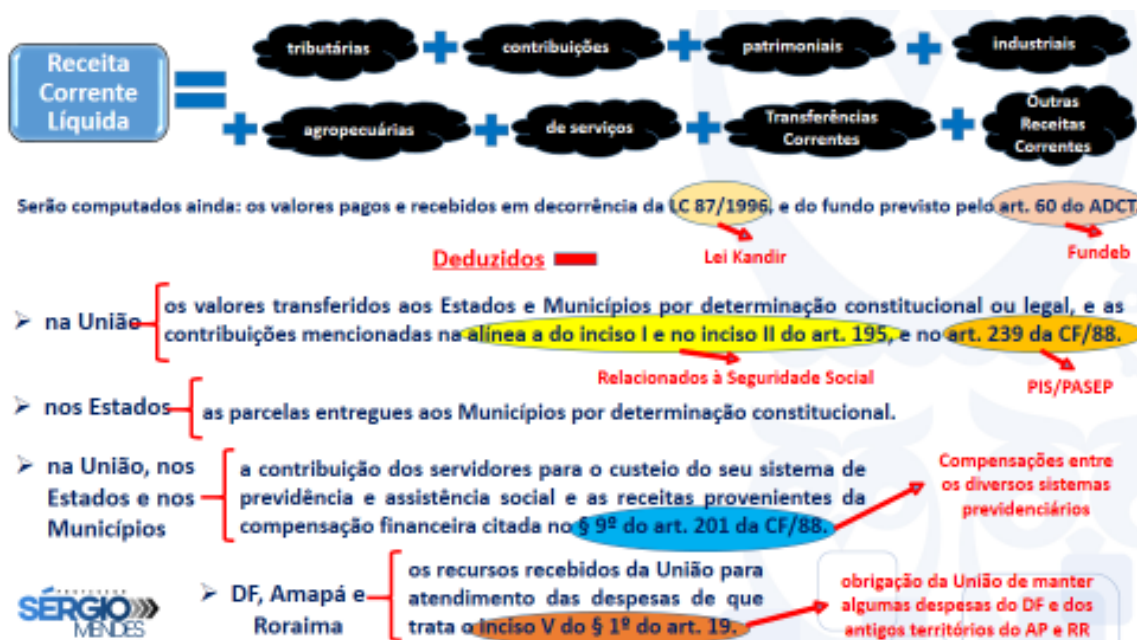 Receita
Corrente
Líquida
tributárias
contribuições
patrimoniais
industriais
agropecuárias
de serviços
Transferências
Correntes
Outras
Receitas
Correntes
Serão computados ainda: os valores pagos e recebidos em decorrência da LC 87/1996, e do fundo previsto pelo art. 60 do ADCT.
Lei Kandir
Fundeb
Deduzidos
na União
os valores transferidos aos Estados e Municípios por determinação constitucional ou legal, e as
contribuições mencionadas na alínea a do inciso I e no inciso II do art. 195, e no art. 239 da CF/88.
Relacionados à Seguridade Social
PIS/PASEP
nos Estados
as parcelas entregues aos Municípios por determinação constitucional.
na União, nos
Estados e nos
Municípios
a contribuição dos servidores para o custeio do seu sistema de
previdência e assistência social e as receitas provenientes da
compensação financeira citada no § 9º do art. 201 da CF/88.
Compensações entre
os diversos sistemas
previdenciários
DF, Amapá e
Roraima
os recursos recebidos da União para
atendimento das despesas de que
trata o inciso V do § 1º do art. 19.
obrigação da União de manter
algumas despesas do DF e dos
antigos territórios do AP e RR
PROFESSOR
SÉRGIO
MENDES